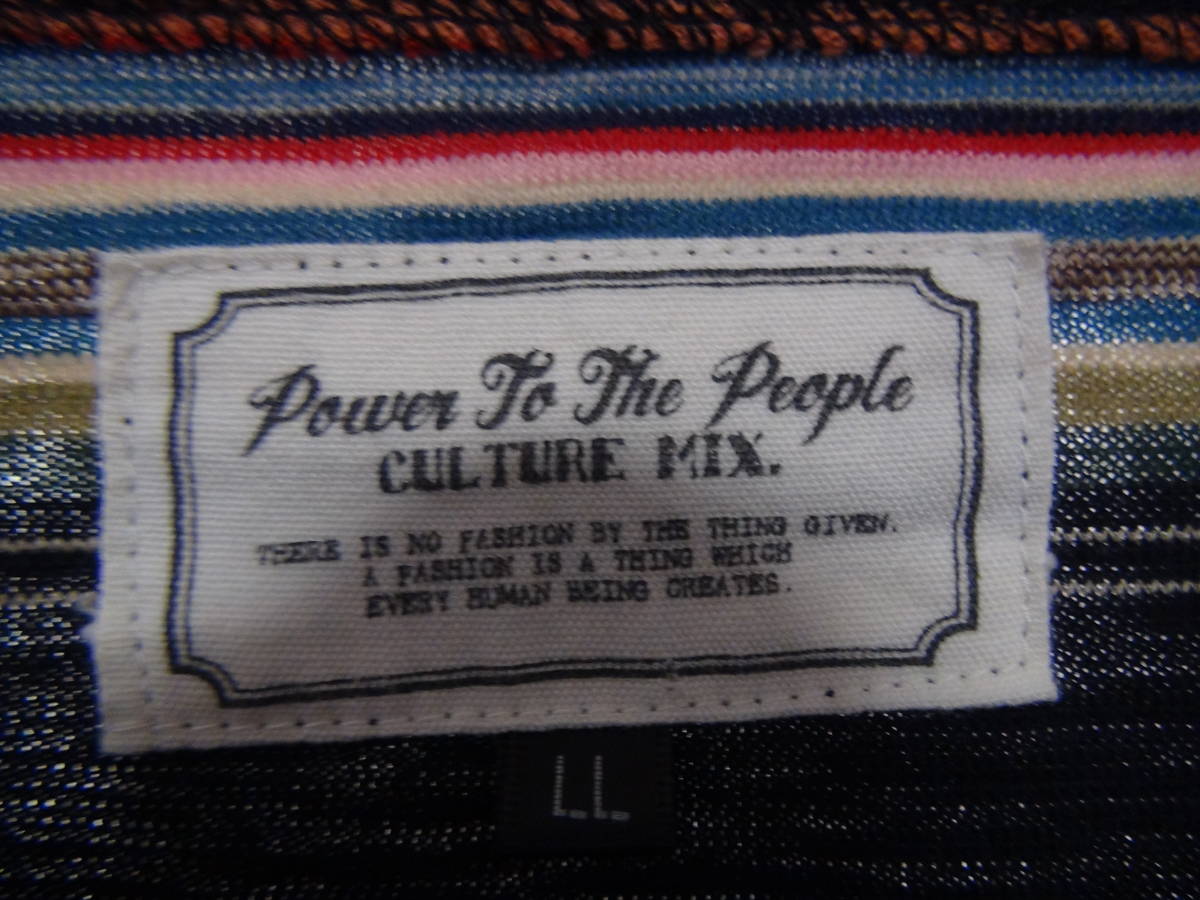 Power To The People
CULTURE MIX.
THERE IS NO FASHION BY THE THING GIVEN.
A FASHION IS A THING WHICH
EVERY HUMAN BEING CREATES.
LL